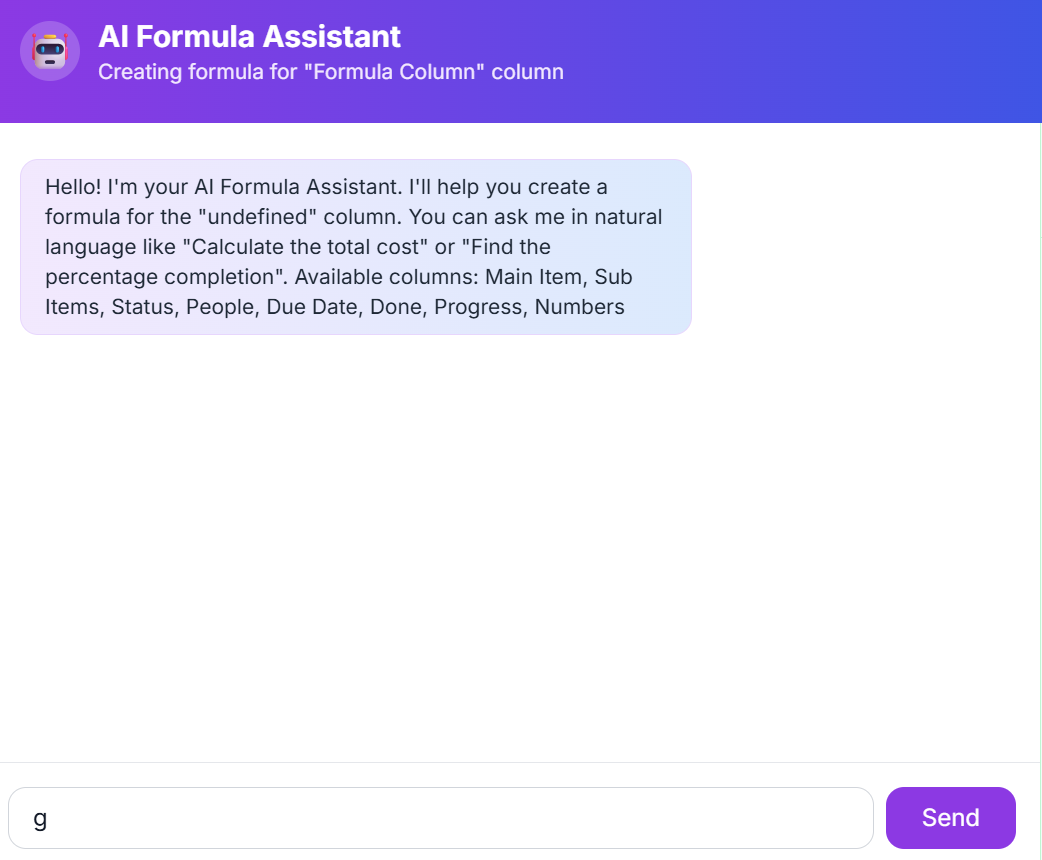 AI Formula Assistant
Creating formula for "Formula Column" column
Hello! I'm your AI Formula Assistant. I'll help you create a
formula for the "undefined" column. You can ask me in natural
language like "Calculate the total cost" or "Find the
percentage completion". Available columns: Main Item, Sub
Items, Status, People, Due Date, Done, Progress, Numbers
g
Send